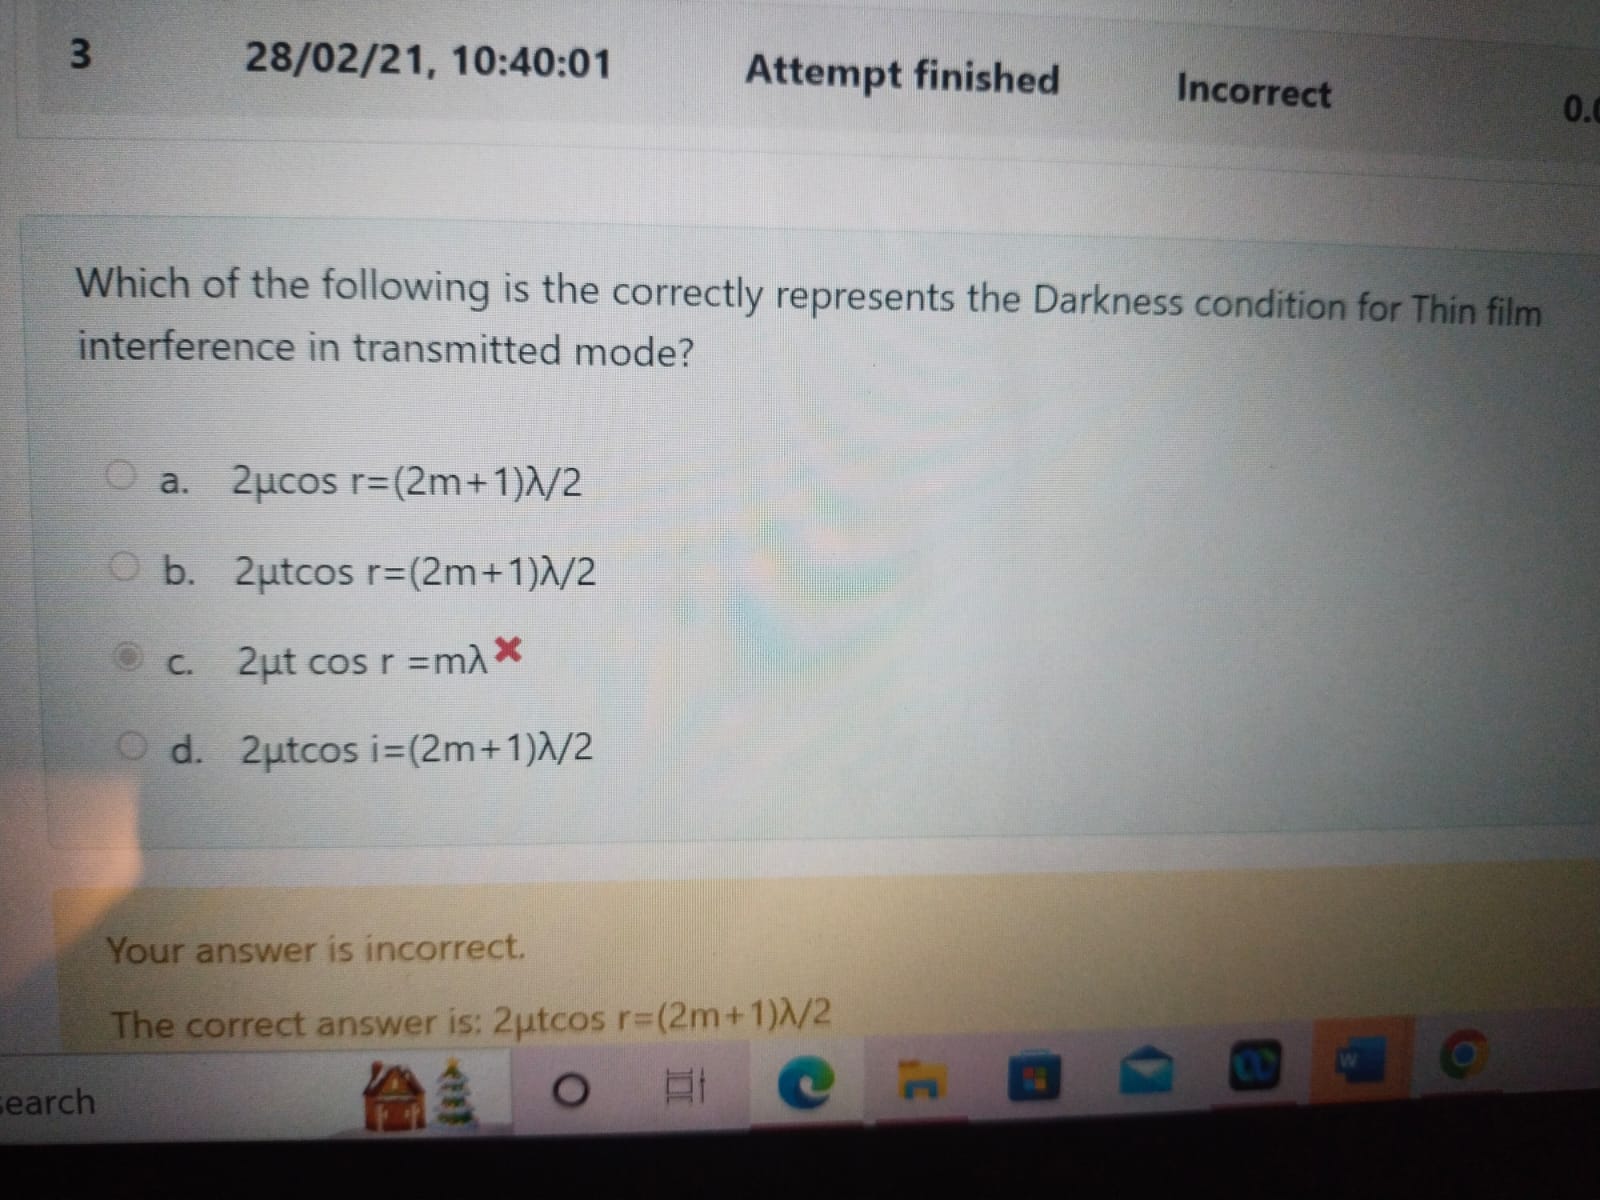 3 28/02/21, 10:40:01 Attempt finished Incorrect 0.0
Which of the following is the correctly represents the Darkness condition for Thin film
interference in transmitted mode?
a. 2μcos r=(2m+1)λ/2
b. 2μtcos r=(2m+1)λ/2
c. 2μt cos r =mλ
d. 2μtcos i=(2m+1)λ/2
Your answer is incorrect.
The correct answer is: 2μtcos r=(2m+1)λ/2
earch
W